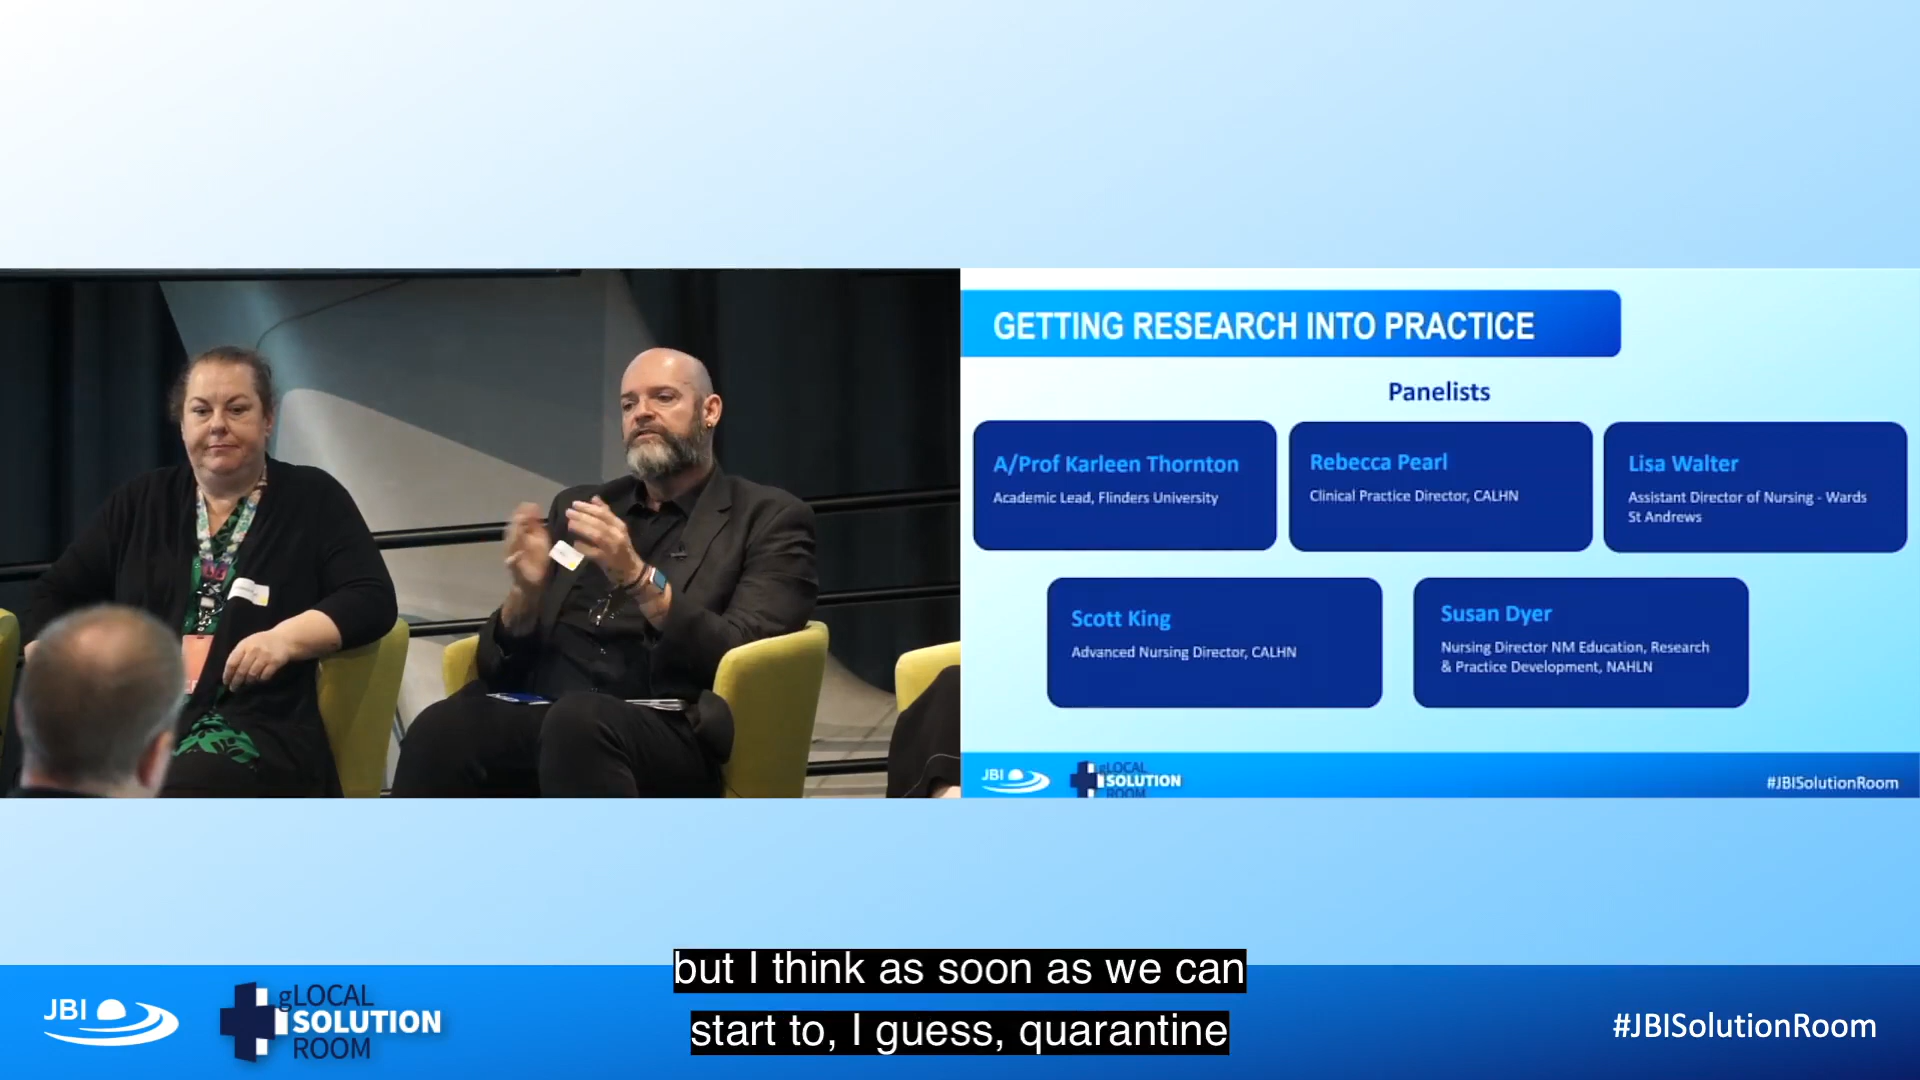 GETTING RESEARCH INTO PRACTICE
Panelists
A/Prof Karleen Thornton
Academic Lead, Flinders University
Rebecca Pearl
Clinical Practice Director, CALHN
Lisa Walter
Assistant Director of Nursing - Wards
St Andrews
Scott King
Advanced Nursing Director, CALHN
Susan Dyer
Nursing Director NM Education, Research
& Practice Development, NAHLN
JBI
gLOCAL
SOLUTION
ROOM
#JBISolutionRoom
but I think as soon as we can
start to, I guess, quarantine
JBI
gLOCAL
SOLUTION
ROOM
#JBISolutionRoom